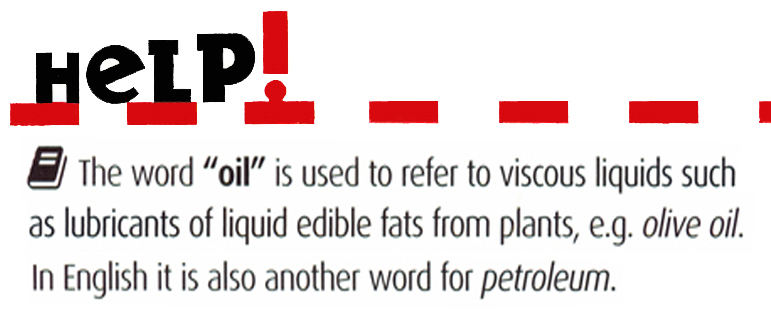 HeLP!
The word “oil” is used to refer to viscous liquids such
as lubricants of liquid edible fats from plants, e.g. olive oil.
In English it is also another word for petroleum.